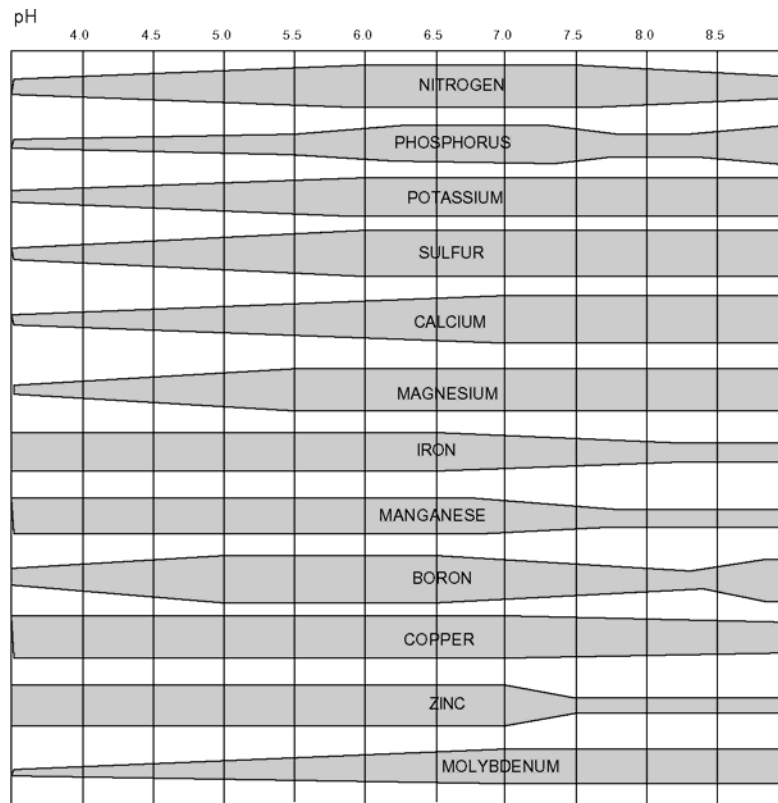 pH
4.0 4.5 5.0 5.5 6.0 6.5 7.0 7.5 8.0 8.5
NITROGEN
PHOSPHORUS
POTASSIUM
SULFUR
CALCIUM
MAGNESIUM
IRON
MANGANESE
BORON
COPPER
ZINC
MOLYBDENUM